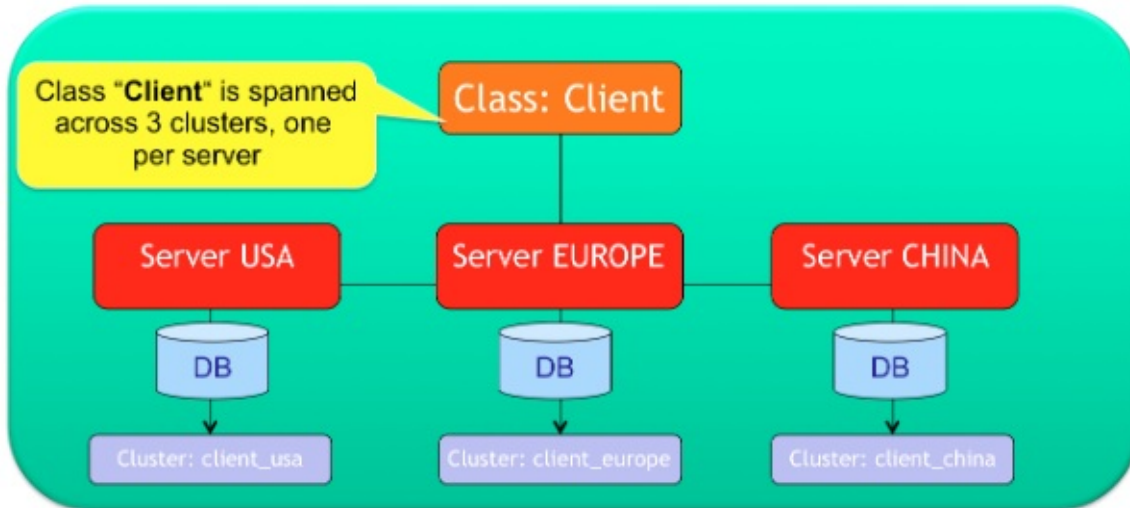 Class "Client" is spanned
across 3 clusters, one
per server
Class: Client
Server USA
Server EUROPE
Server CHINA
DB
DB
DB
Cluster: client_usa
Cluster: client_europe
Cluster: client_china